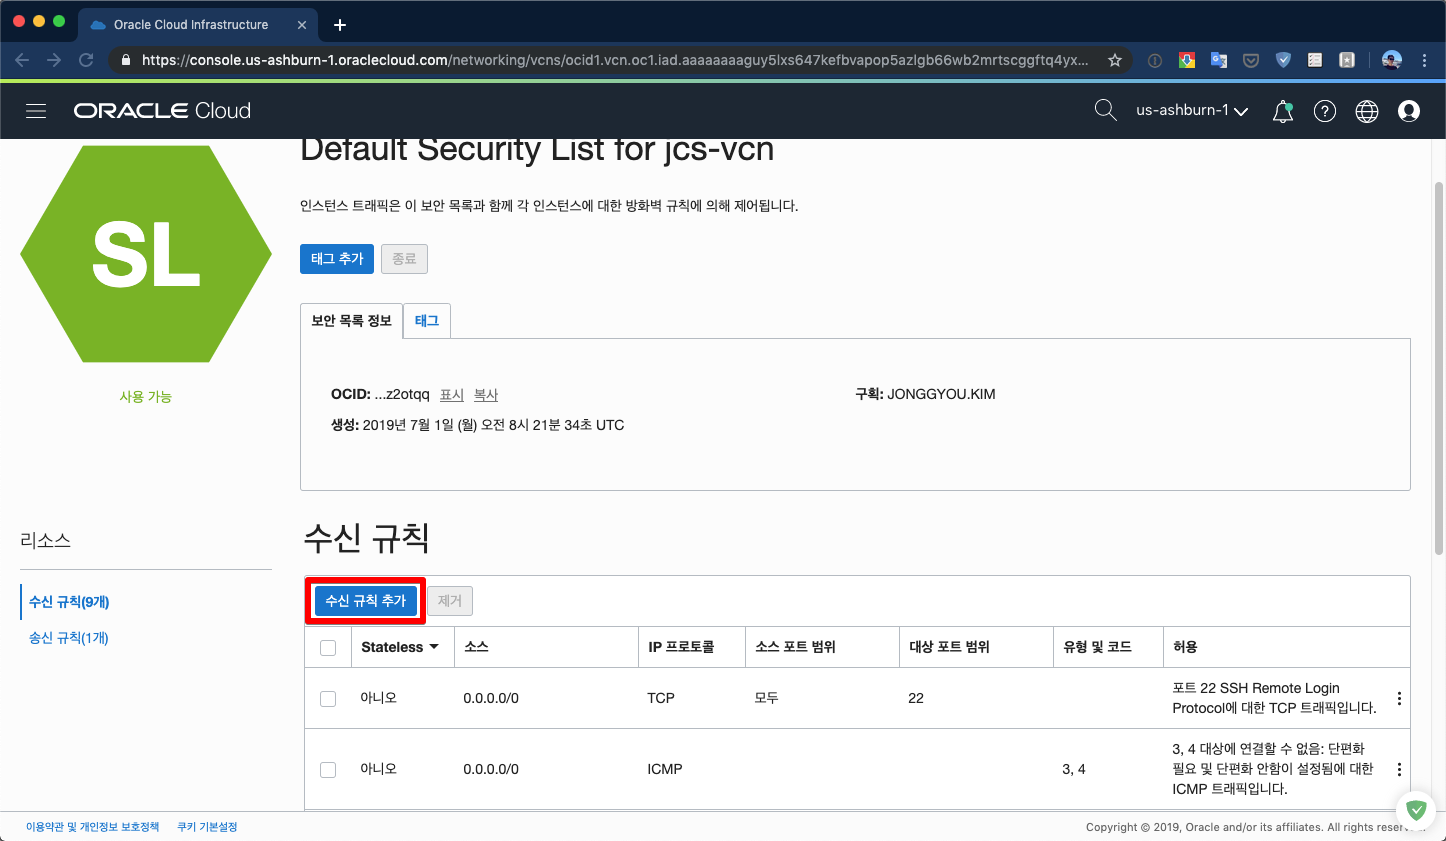 Oracle Cloud Infrastructure
https://console.us-ashburn-1.oraclecloud.com/networking/vcns/ocid1.vcn.oc1.iad.aaaaaaaaguy5lxs647kefbvapop5azlgb66wb2mrtscggftq4yx...
ORACLE Cloud
us-ashburn-1
Default Security List for jcs-vcn
인스턴스 트래픽은 이 보안 목록과 함께 각 인스턴스에 대한 방화벽 규칙에 의해 제어됩니다.
SL
태그 추가
종료
사용 가능
보안 목록 정보
태그
OCID: ...z2otqq 표시 복사
구획: JONGGYOU.KIM
생성: 2019년 7월 1일 (월) 오전 8시 21분 34초 UTC
리소스
수신 규칙(9개)
송신 규칙(1개)
수신 규칙
수신 규칙 추가
제거
Stateless 소스 IP 프로토콜 소스 포트 범위 대상 포트 범위 유형 및 코드 허용
아니오 0.0.0.0/0 TCP 모두 22
포트 22 SSH Remote Login
Protocol에 대한 TCP 트래픽입니다.
아니오 0.0.0.0/0 ICMP 3, 4
3, 4 대상에 연결할 수 없음: 단편화
필요 및 단편화 안함이 설정됨에 대한
ICMP 트래픽입니다.
이용약관 및 개인정보 보호정책
쿠키 기본설정
Copyright © 2019, Oracle and/or its affiliates. All rights